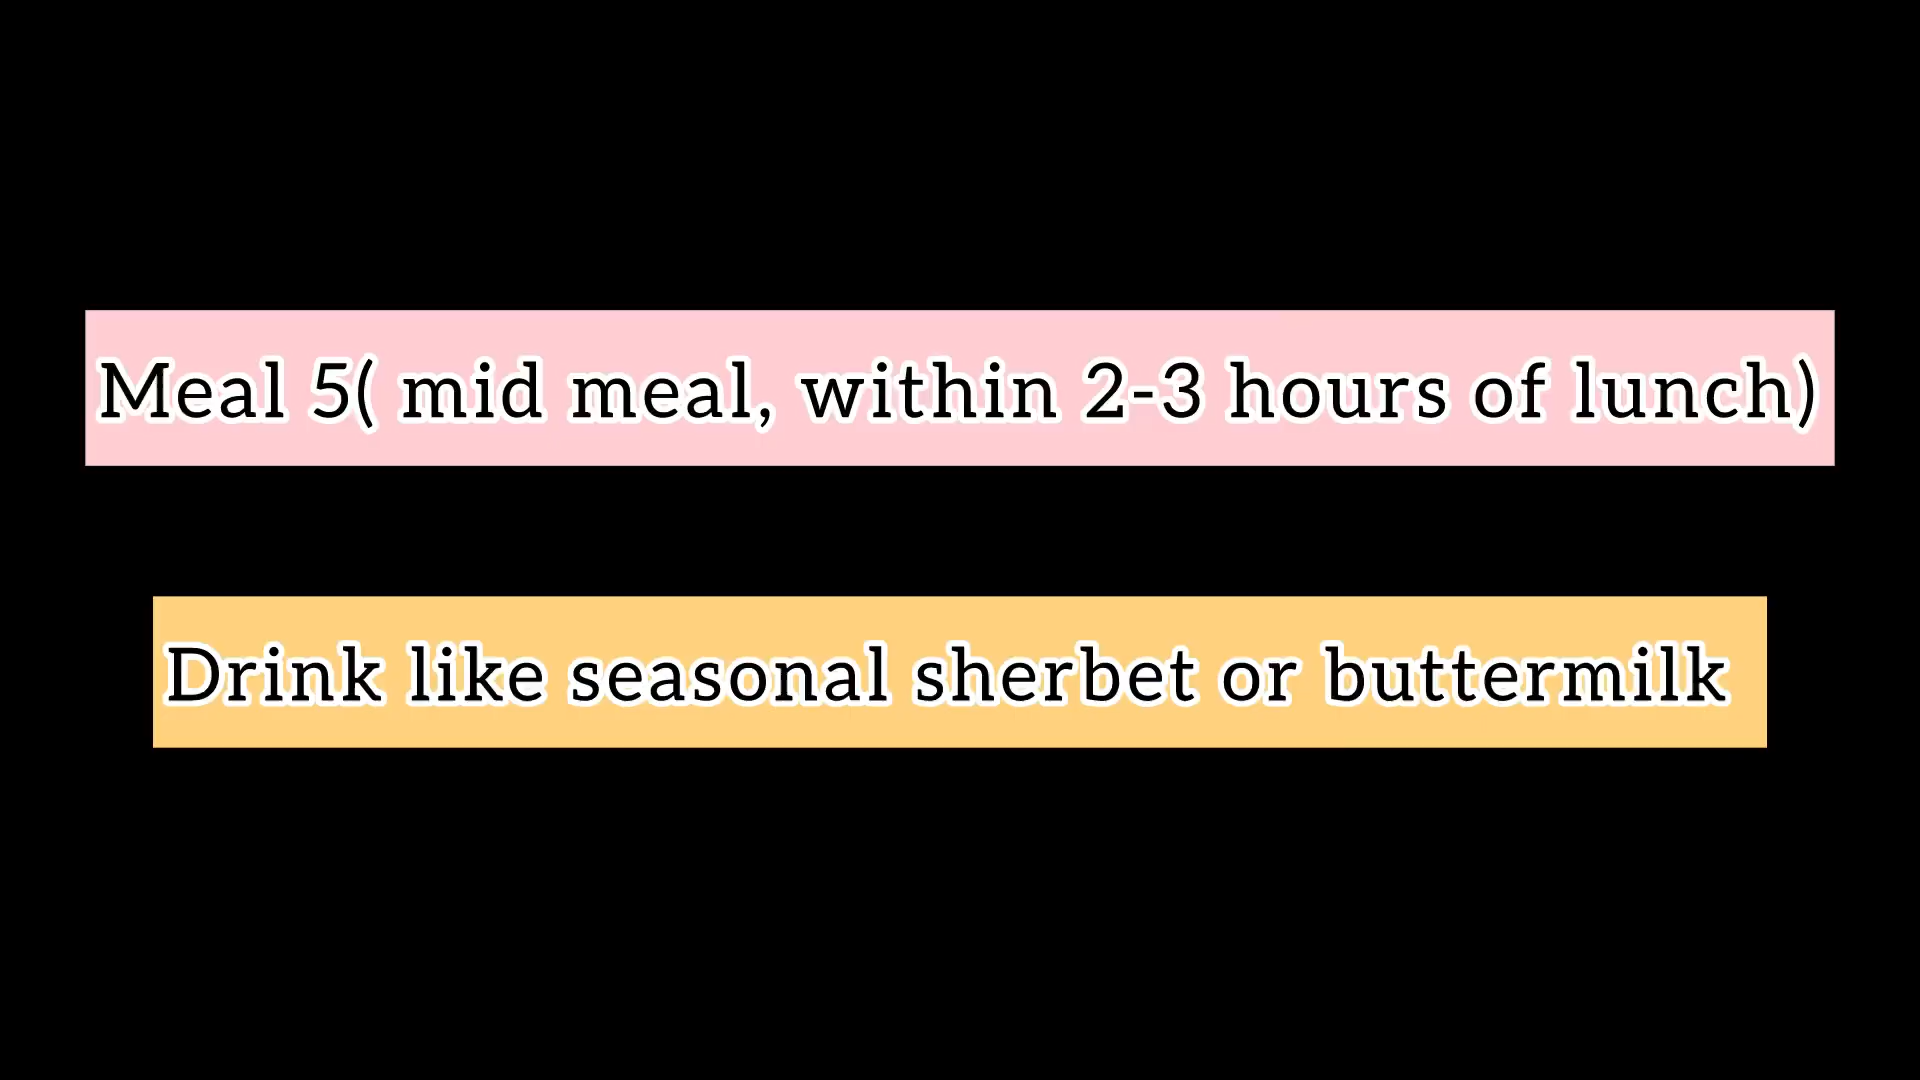 Meal 5( mid meal, within 2-3 hours of lunch)
Drink like seasonal sherbet or buttermilk